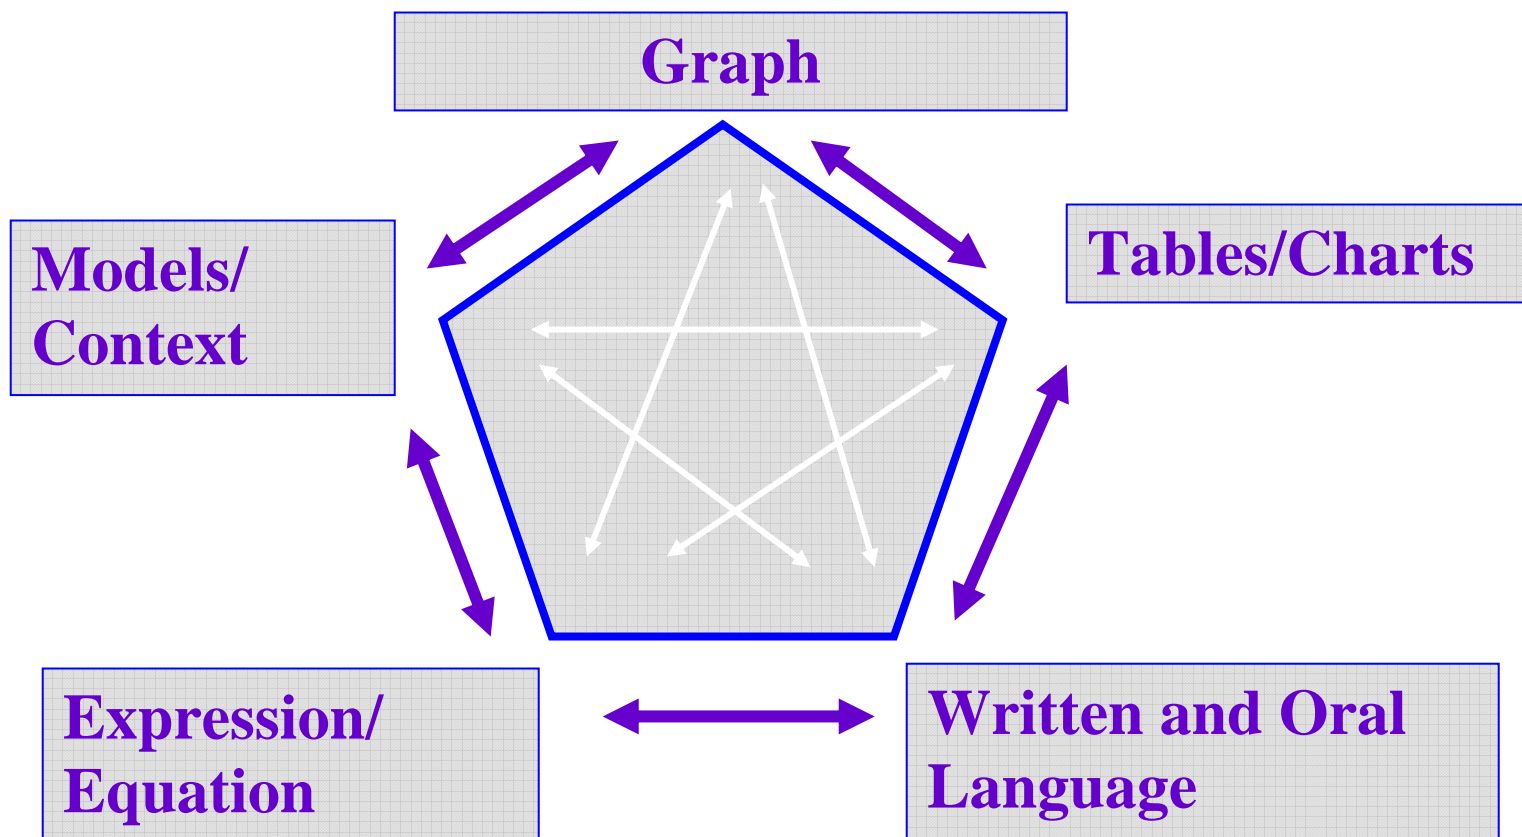 Graph
Models/
Context
Tables/Charts
Expression/
Equation
Written and Oral
Language